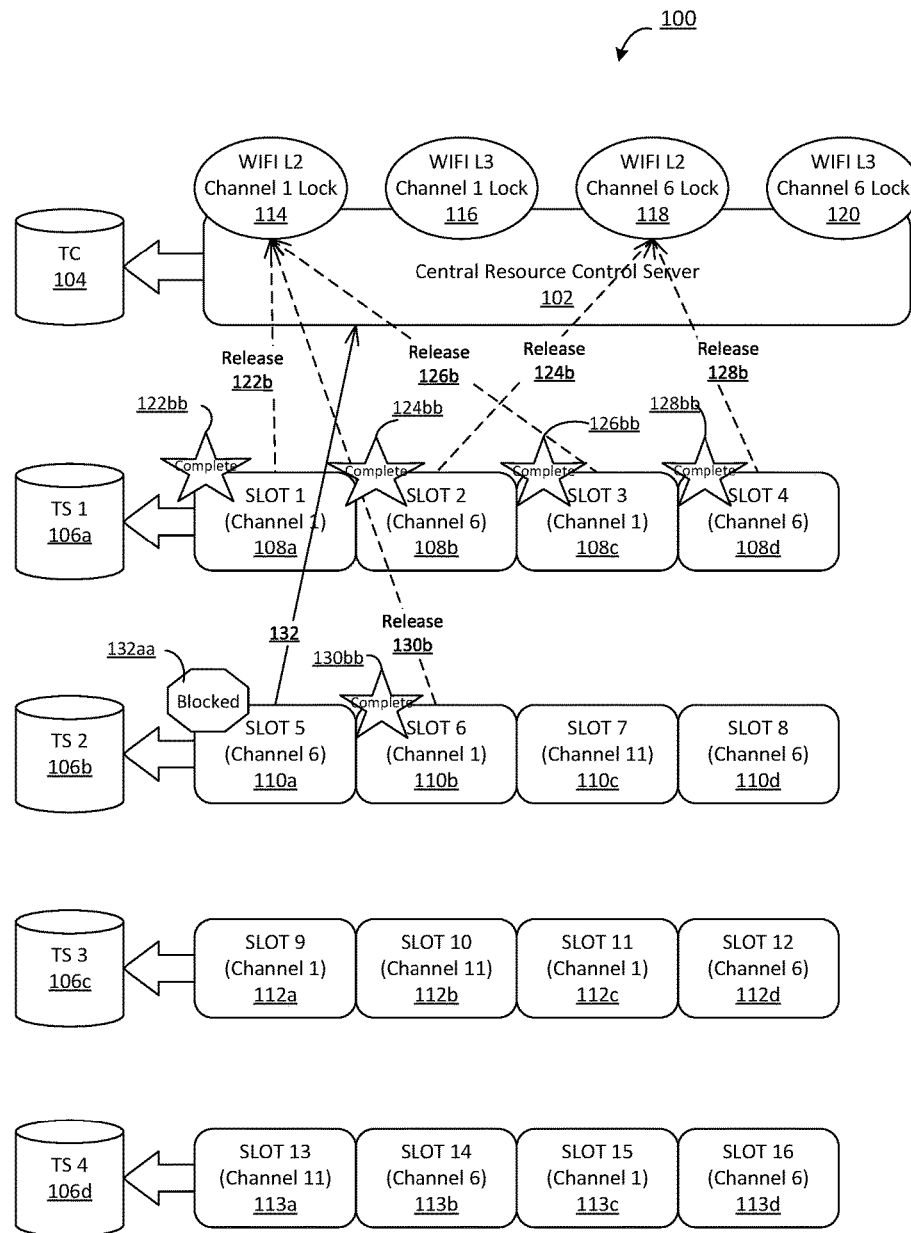 100
WIFI L2
Channel 1 Lock
114
WIFI L3
Channel 1 Lock
116
WIFI L2
Channel 6 Lock
118
WIFI L3
Channel 6 Lock
120
TC
104
Central Resource Control Server
102
Release
122b
Release
126b
Release
124b
Release
128b
122bb
124bb
126bb
128bb
Complete
Complete
Complete
Complete
TS 1
106a
SLOT 1
(Channel 1)
108a
SLOT 2
(Channel 6)
108b
SLOT 3
(Channel 1)
108c
SLOT 4
(Channel 6)
108d
132
Release
130b
132aa
130bb
Blocked
Complete
TS 2
106b
SLOT 5
(Channel 6)
110a
SLOT 6
(Channel 1)
110b
SLOT 7
(Channel 11)
110c
SLOT 8
(Channel 6)
110d
TS 3
106c
SLOT 9
(Channel 1)
112a
SLOT 10
(Channel 11)
112b
SLOT 11
(Channel 1)
112c
SLOT 12
(Channel 6)
112d
TS 4
106d
SLOT 13
(Channel 11)
113a
SLOT 14
(Channel 6)
113b
SLOT 15
(Channel 1)
113c
SLOT 16
(Channel 6)
113d